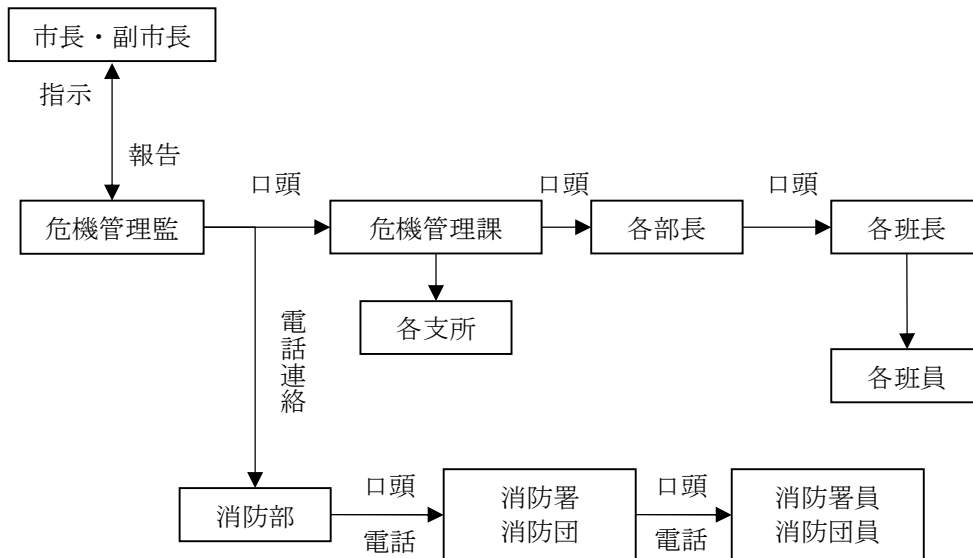 市長・副市長
指示
報告
口頭
口頭
口頭
危機管理監
危機管理課
各部長
各班長
各支所
電話連絡
各班員
消防部
口頭
電話
消防署
消防団
口頭
電話
消防署員
消防団員